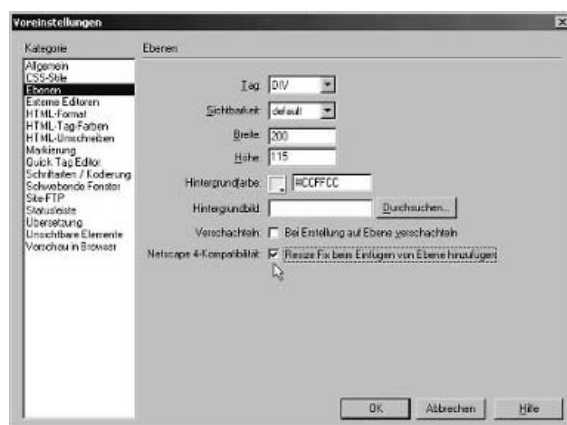 Voreinstellungen
Kategorie
Ebenen
Allgemein
CSS-Stile
Ebenen
Externe Editoren
HTML-Format
HTML-Tag-Farben
HTML-Umschreiben
Markierung
Quick Tag Editor
Schriftarten / Kodierung
Schwebende Fenster
Site-FTP
Statusleiste
Übersetzung
Unsichtbare Elemente
Vorschau in Browser
Tag: DIV
Sichtbarkeit: default
Breite: 200
Höhe: 115
Hintergrundfarbe: #CCFFCC
Hintergrundbild: Durchsuchen...
Verschachteln: Bei Erstellung auf Ebene verschachteln
Netscape 4-Kompatibilität: Resize Fix beim Einfügen von Ebene hinzufügen
OK Abbrechen Hilfe